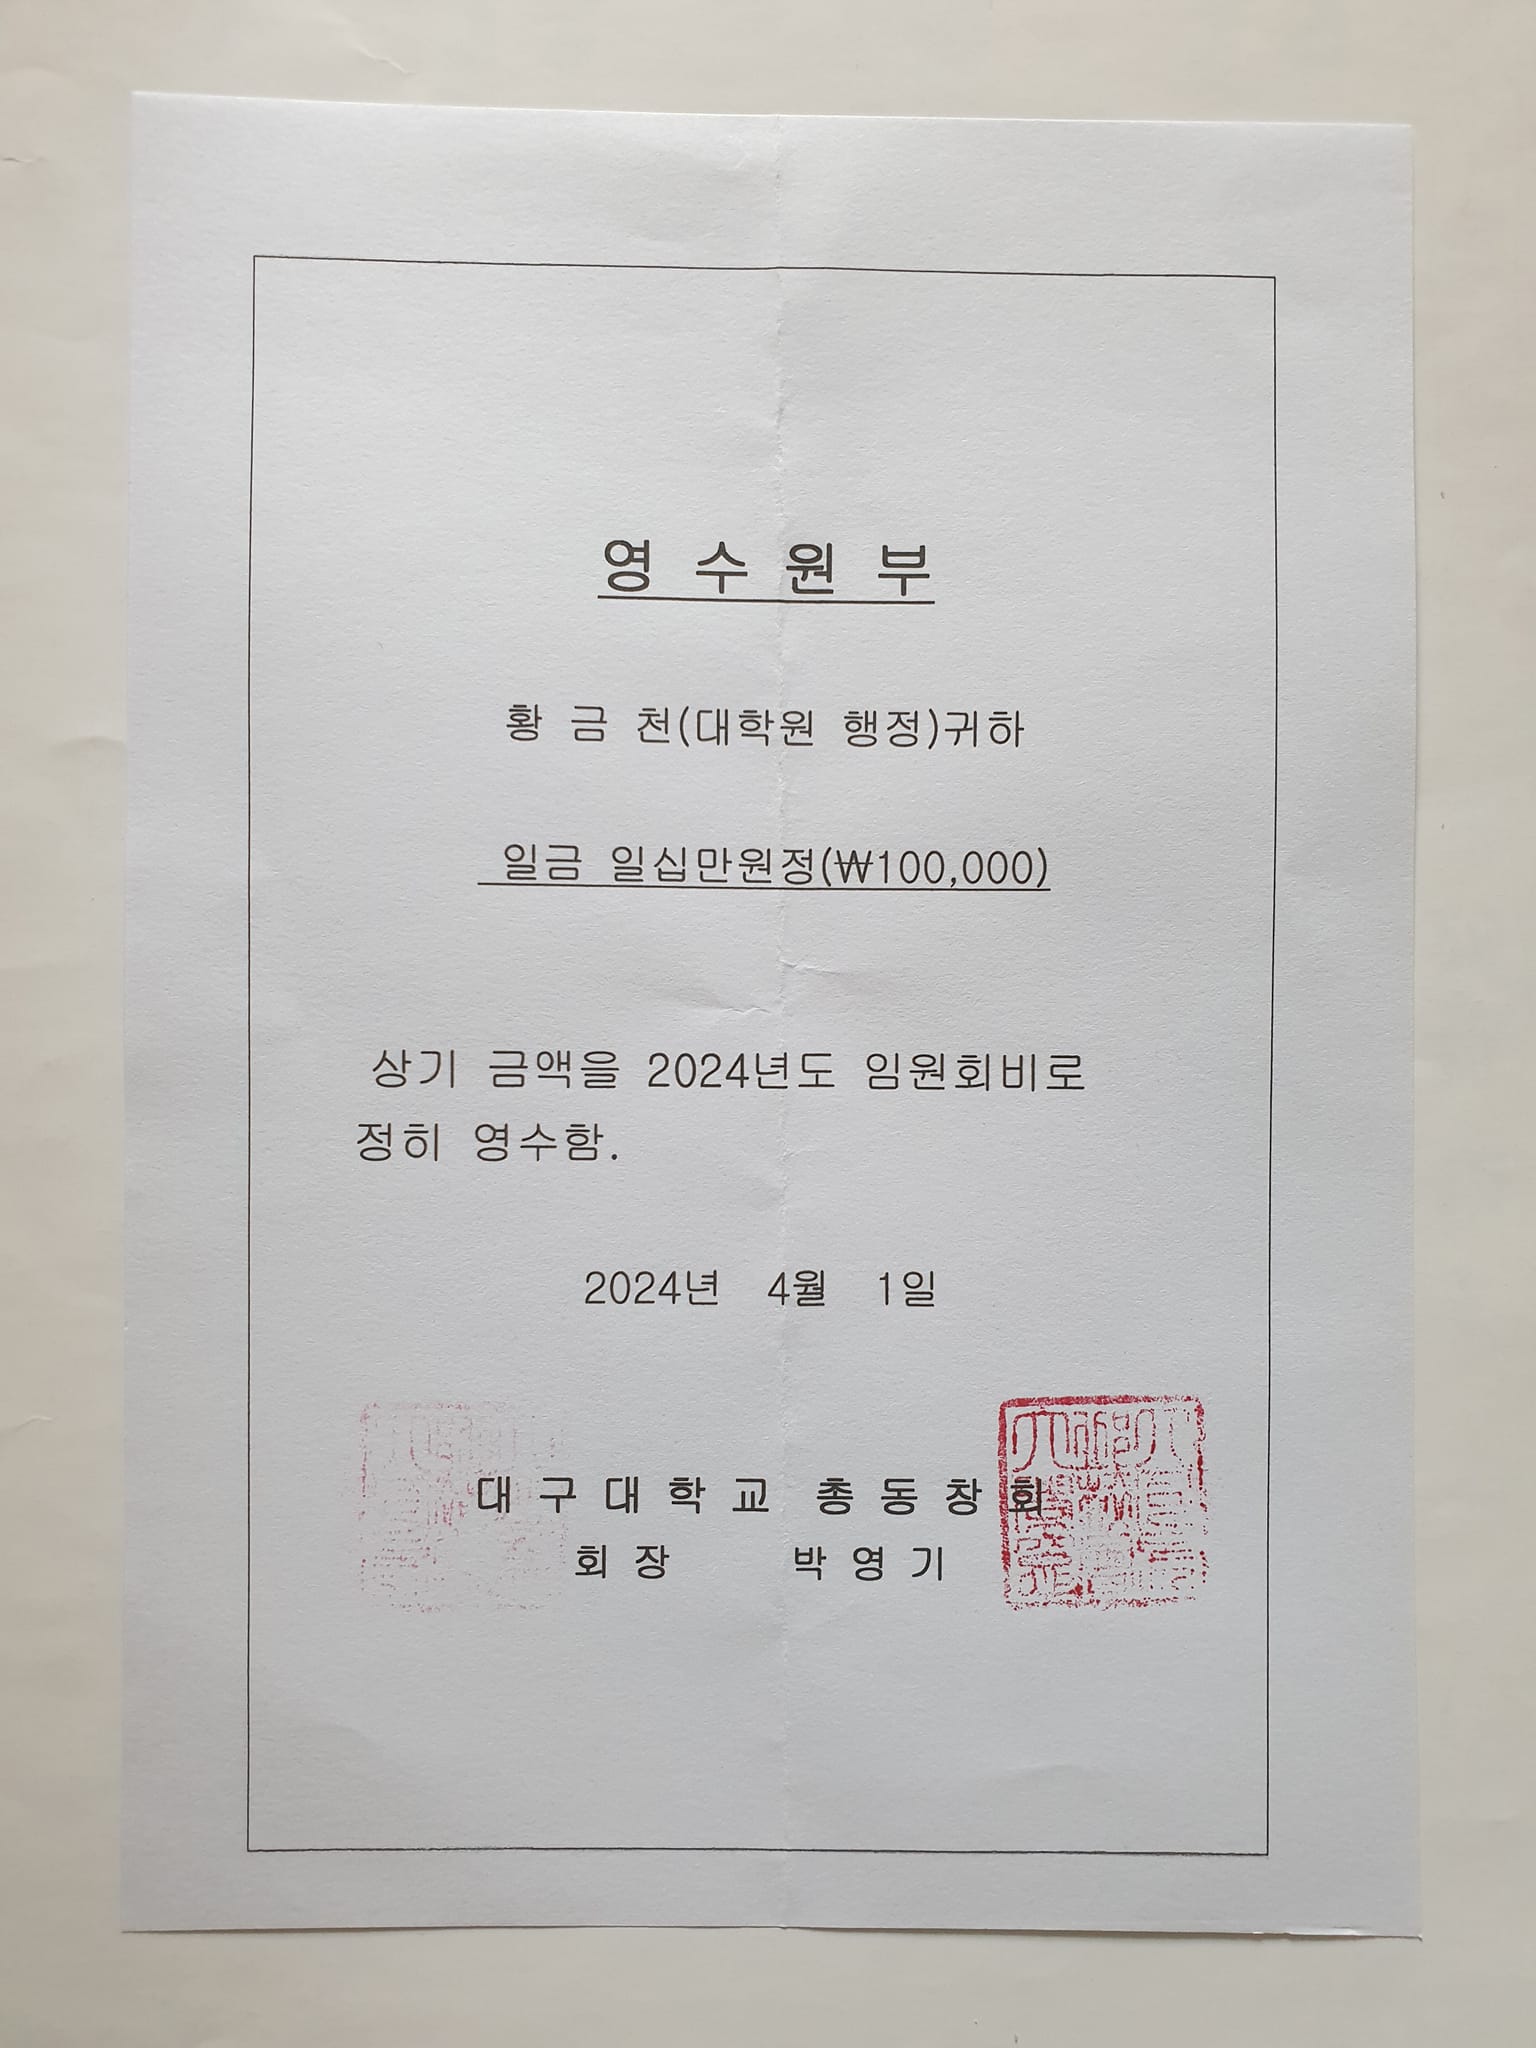 영 수 원 부
황 금 천(대학원 행정)귀하
일금 일십만원정(₩100,000)
상기 금액을 2024년도 임원회비로
정히 영수함.
2024년 4월 1일
대 구 대 학 교 총 동 창 회
회 장 박 영 기